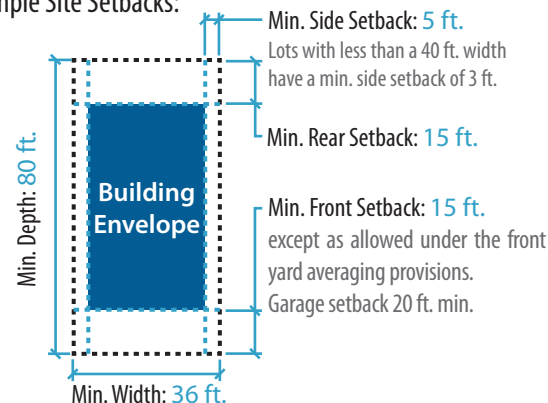 Site Setbacks:
Min. Side Setback: 5 ft.
Lots with less than a 40 ft. width
have a min. side setback of 3 ft.
Min. Rear Setback: 15 ft.
Min. Depth: 80 ft.
Building
Envelope
Min. Front Setback: 15 ft.
except as allowed under the front
yard averaging provisions.
Garage setback 20 ft. min.
Min. Width: 36 ft.